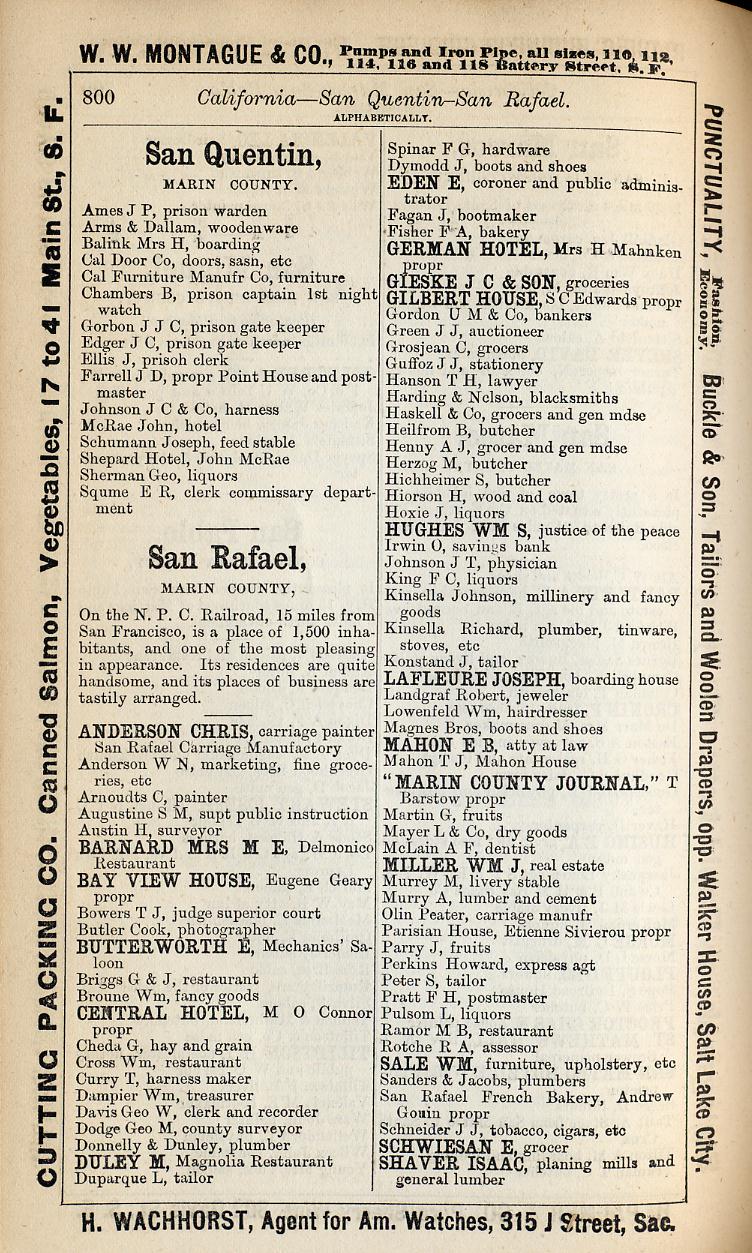 W. W. MONTAGUE & CO., Pumps and Iron Pipe, all sizes, 110, 112,
114, 116 and 118 Battery Street, S. F.
800 California—San Quentin–San Rafael.
ALPHABETICALLY.
San Quentin,
MARIN COUNTY.
Ames J P, prison warden
Arms & Dallam, woodenware
Balink Mrs H, boarding
Cal Door Co, doors, sash, etc
Cal Furniture Manufr Co, furniture
Chambers B, prison captain 1st night
watch
Gorbon J J C, prison gate keeper
Edger J C, prison gate keeper
Ellis J, prisoh clerk
Farrell J D, propr Point House and post-
master
Johnson J C & Co, harness
McRae John, hotel
Schumann Joseph, feed stable
Shepard Hotel, John McRae
Sherman Geo, liquors
Squme E R, clerk commissary depart-
ment
San Rafael,
MARIN COUNTY,
On the N. P. C. Railroad, 15 miles from
San Francisco, is a place of 1,500 inha-
bitants, and one of the most pleasing
in appearance. Its residences are quite
handsome, and its places of business are
tastily arranged.
ANDERSON CHRIS, carriage painter
San Rafael Carriage Manufactory
Anderson W N, marketing, fine groce-
ries, etc
Arnoudts C, painter
Augustine S M, supt public instruction
Austin H, surveyor
BARNARD MRS M E, Delmonico
Restaurant
BAY VIEW HOUSE, Eugene Geary
propr
Bowers T J, judge superior court
Butler Cook, photographer
BUTTERWORTH E, Mechanics' Sa-
loon
Briggs G & J, restaurant
Broune Wm, fancy goods
CENTRAL HOTEL, M O Connor
propr
Cheda G, hay and grain
Cross Wm, restaurant
Curry T, harness maker
Dampier Wm, treasurer
Davis Geo W, clerk and recorder
Dodge Geo M, county surveyor
Donnelly & Dunley, plumber
DULEY M, Magnolia Restaurant
Duparque L, tailor
Spinar F G, hardware
Dymodd J, boots and shoes
EDEN E, coroner and public adminis-
trator
Fagan J, bootmaker
Fisher F A, bakery
GERMAN HOTEL, Mrs H Mahnken
propr
GIESKE J C & SON, groceries
GILBERT HOUSE, S C Edwards propr
Gordon U M & Co, bankers
Green J J, auctioneer
Grosjean C, grocers
Guffoz J J, stationery
Hanson T H, lawyer
Harding & Nelson, blacksmiths
Haskell & Co, grocers and gen mdse
Heilfrom B, butcher
Henny A J, grocer and gen mdse
Herzog M, butcher
Hichheimer S, butcher
Hiorson H, wood and coal
Hoxie J, liquors
HUGHES WM S, justice of the peace
Irwin O, savings bank
Johnson J T, physician
King F C, liquors
Kinsella Johnson, millinery and fancy
goods
Kinsella Richard, plumber, tinware,
stoves, etc
Konstand J, tailor
LAFLEURE JOSEPH, boarding house
Landgraf Robert, jeweler
Lowenfeld Wm, hairdresser
Magnes Bros, boots and shoes
MAHON E B, atty at law
Mahon T J, Mahon House
"MARIN COUNTY JOURNAL," T
Barstow propr
Martin G, fruits
Mayer L & Co, dry goods
McLain A F, dentist
MILLER WM J, real estate
Murrey M, livery stable
Murry A, lumber and cement
Olin Peater, carriage manufr
Parisian House, Etienne Sivierou propr
Parry J, fruits
Perkins Howard, express agt
Peter S, tailor
Pratt F H, postmaster
Pulsom L, liquors
Ramor M B, restaurant
Rotche R A, assessor
SALE WM, furniture, upholstery, etc
Sanders & Jacobs, plumbers
San Rafael French Bakery, Andrew
Gouin propr
Schneider J J, tobacco, cigars, etc
SCHWIESAN E, grocer
SHAVER ISAAC, planing mills and
general lumber
CUTTING PACKING CO. Canned Salmon, Vegetables, 17 to 41 Main St., S. F.
PUNCTUALITY, Fashion, Economy. Buckle & Son, Tailors and Woolen Drapers, opp. Walker House, Salt Lake City.
H. WACHHORST, Agent for Am. Watches, 315 J Street, Sac.